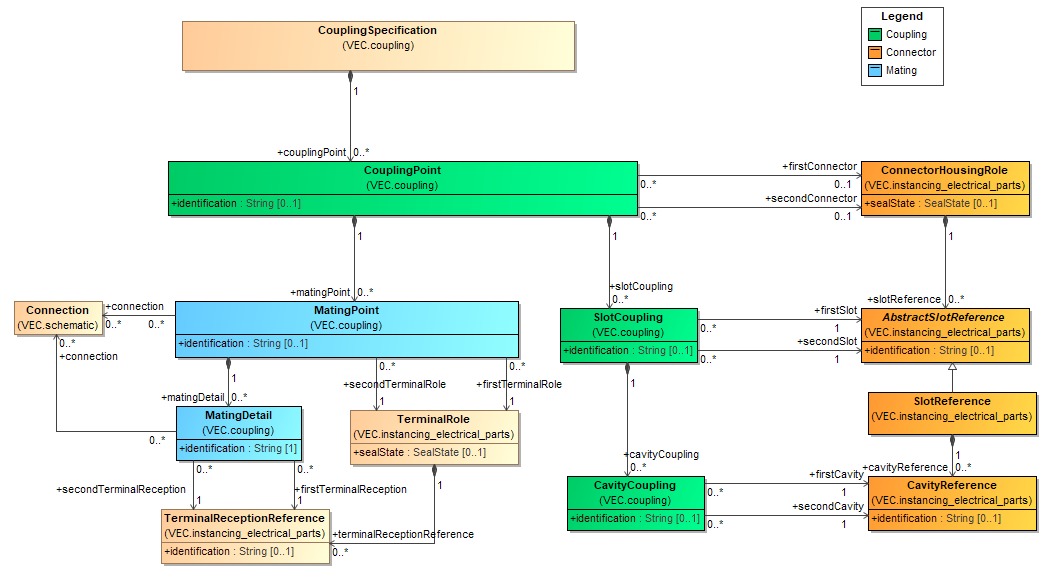 CouplingSpecification
(VEC.coupling)
Legend
Coupling
Connector
Mating
1
+couplingPoint
0..*
CouplingPoint
(VEC.coupling)
+identification : String [0..1]
+firstConnector
0..*
0..1
+secondConnector
0..*
0..1
ConnectorHousingRole
(VEC.instancing_electrical_parts)
+sealState : SealState [0..1]
1
1
1
+matingPoint
0..*
+slotCoupling
0..*
+slotReference
0..*
Connection
(VEC.schematic)
+connection
0..*
0..*
0..*
+connection
MatingPoint
(VEC.coupling)
+identification : String [0..1]
SlotCoupling
(VEC.coupling)
+identification : String [0..1]
+firstSlot
0..*
1
+secondSlot
0..*
1
AbstractSlotReference
(VEC.instancing_electrical_parts)
+identification : String [0..1]
1
0..*
0..*
+secondTerminalRole
+firstTerminalRole
1
1
1
+matingDetail
0..*
SlotReference
(VEC.instancing_electrical_parts)
MatingDetail
(VEC.coupling)
+identification : String [1]
0..*
TerminalRole
(VEC.instancing_electrical_parts)
+sealState : SealState [0..1]
1
+cavityCoupling
0..*
1
+cavityReference
0..*
0..*
0..*
1
+secondTerminalReception
+firstTerminalReception
1
1
CavityCoupling
(VEC.coupling)
+identification : String [0..1]
+firstCavity
0..*
1
+secondCavity
0..*
1
CavityReference
(VEC.instancing_electrical_parts)
+identification : String [0..1]
TerminalReceptionReference
(VEC.instancing_electrical_parts)
+identification : String [0..1]
+terminalReceptionReference
0..*